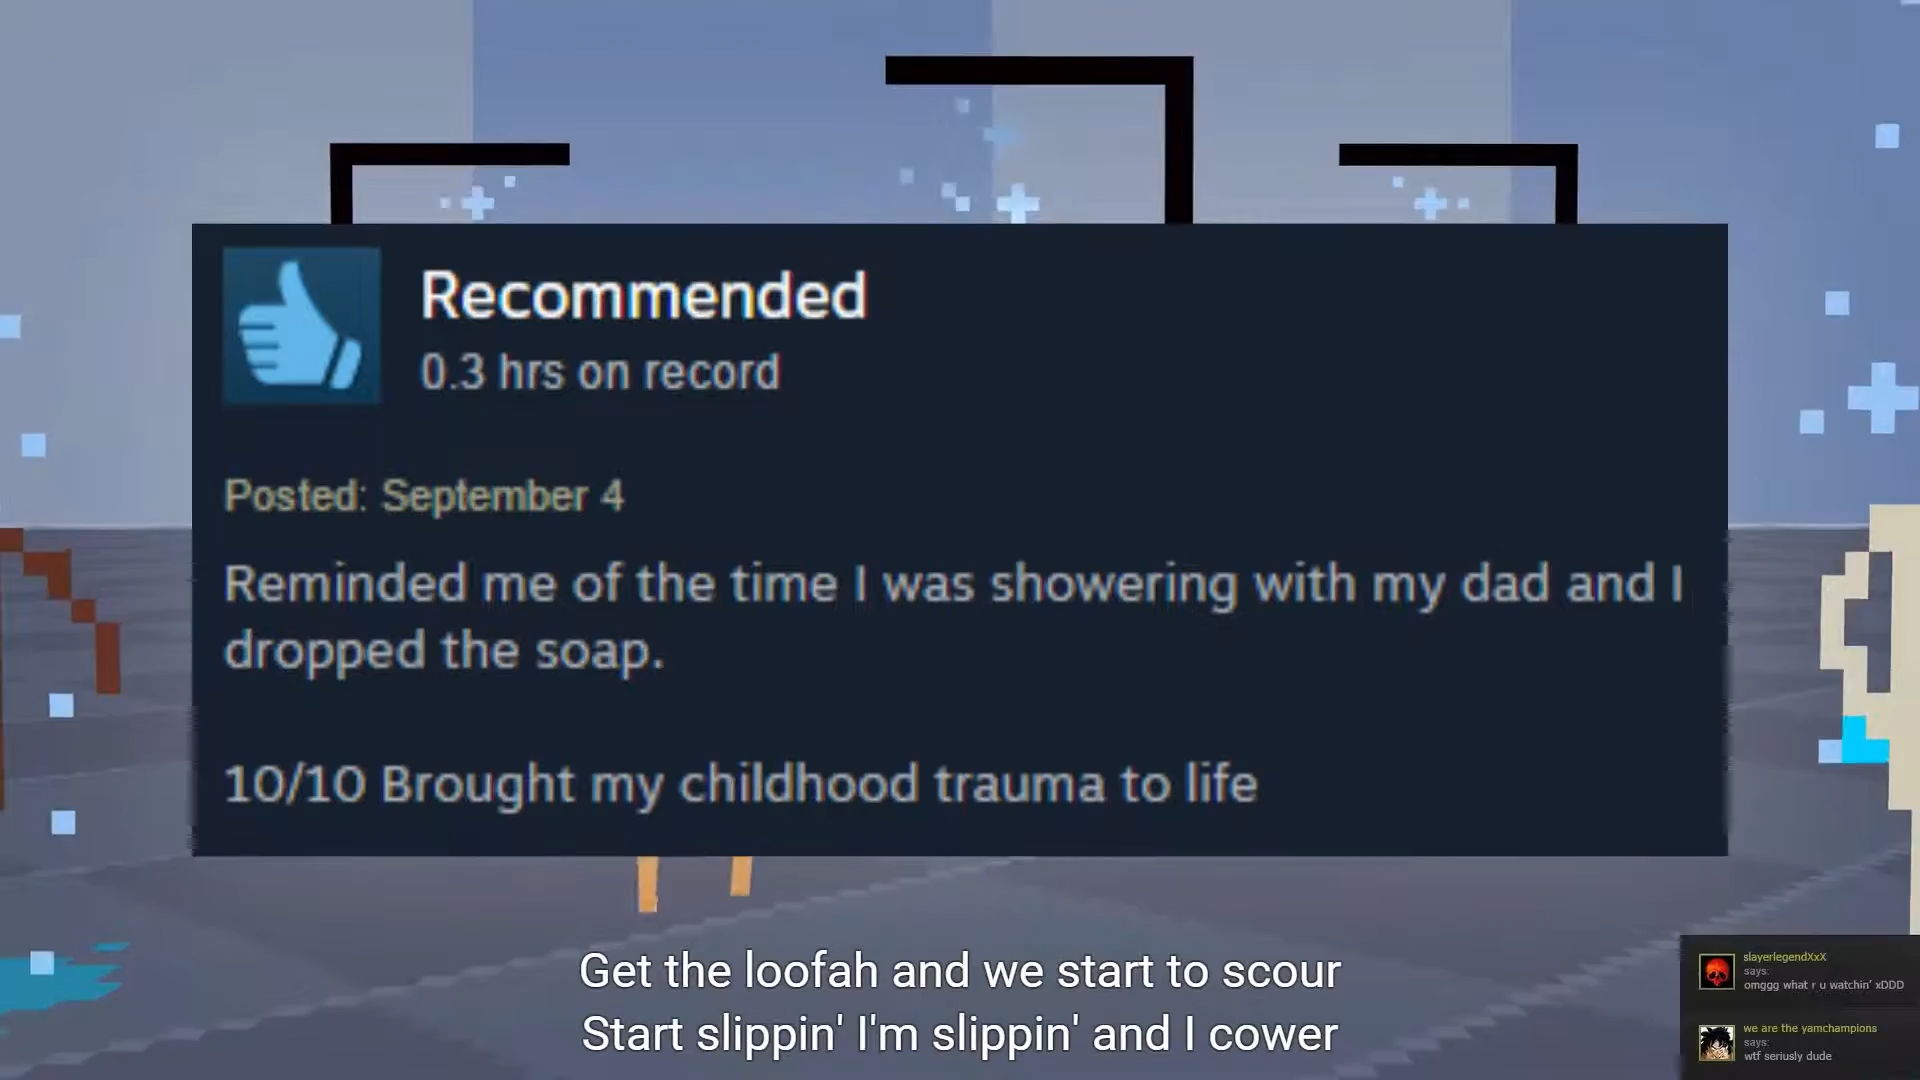 Recommended
0.3 hrs on record
Posted: September 4
Reminded me of the time I was showering with my dad and I
dropped the soap.
10/10 Brought my childhood trauma to life
Get the loofah and we start to scour
Start slippin' I'm slippin' and I cower
slayerlegendXxX
says:
omggg what r u watchin' xDDD
we are the yamchampions
says:
wtf seriusly dude